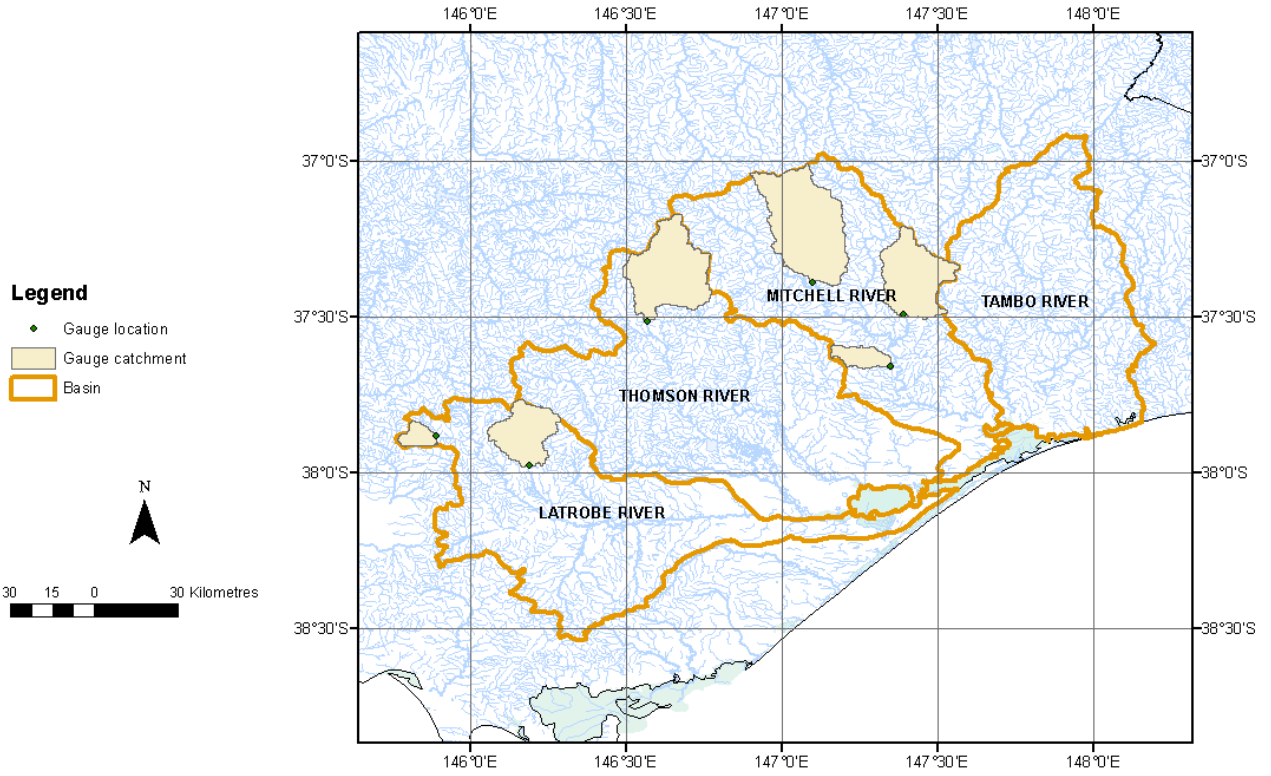 146°0'E 146°30'E 147°0'E 147°30'E 148°0'E
37°0'S 37°0'S
Legend
Gauge location
Gauge catchment
Basin
MITCHELL RIVER
TAMBO RIVER
37°30'S 37°30'S
THOMSON RIVER
38°0'S 38°0'S
N
LATROBE RIVER
30 15 0 30 Kilometres
38°30'S 38°30'S
146°0'E 146°30'E 147°0'E 147°30'E 148°0'E